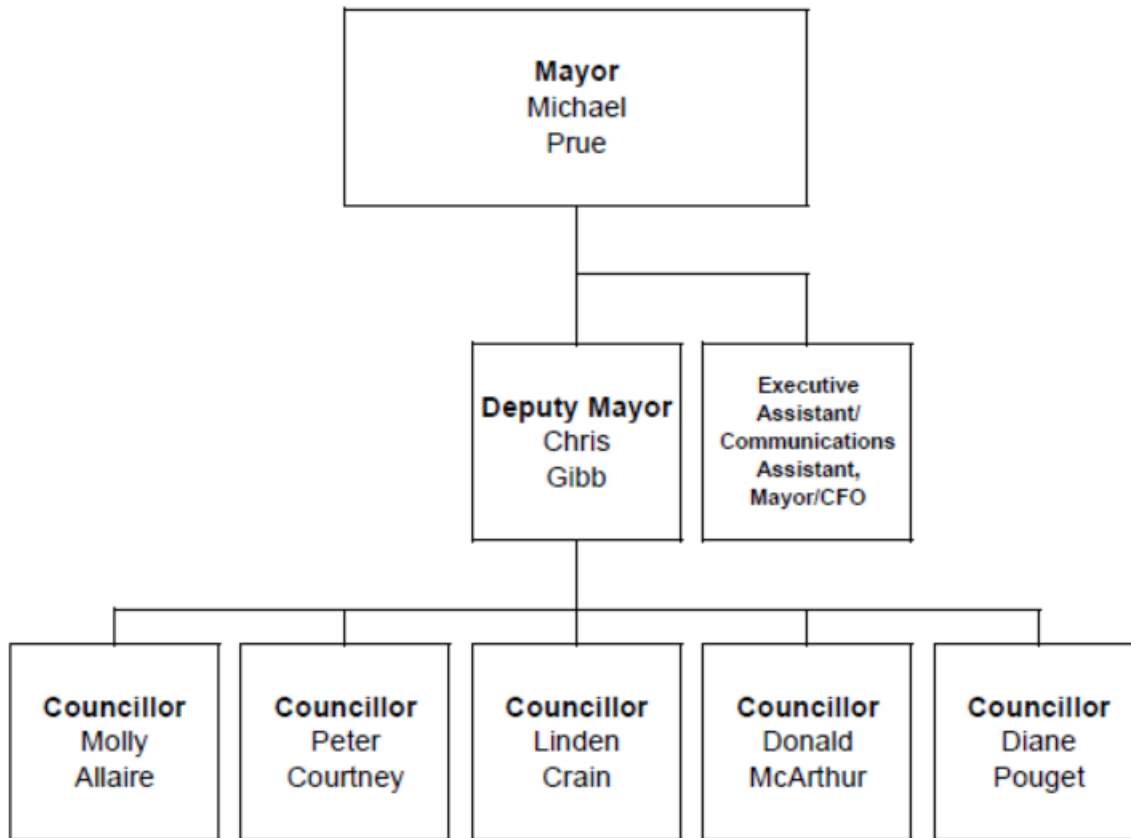 Mayor
Michael
Prue
Deputy Mayor
Chris
Gibb
Executive
Assistant/
Communications
Assistant,
Mayor/CFO
Councillor
Molly
Allaire
Councillor
Peter
Courtney
Councillor
Linden
Crain
Councillor
Donald
McArthur
Councillor
Diane
Pouget